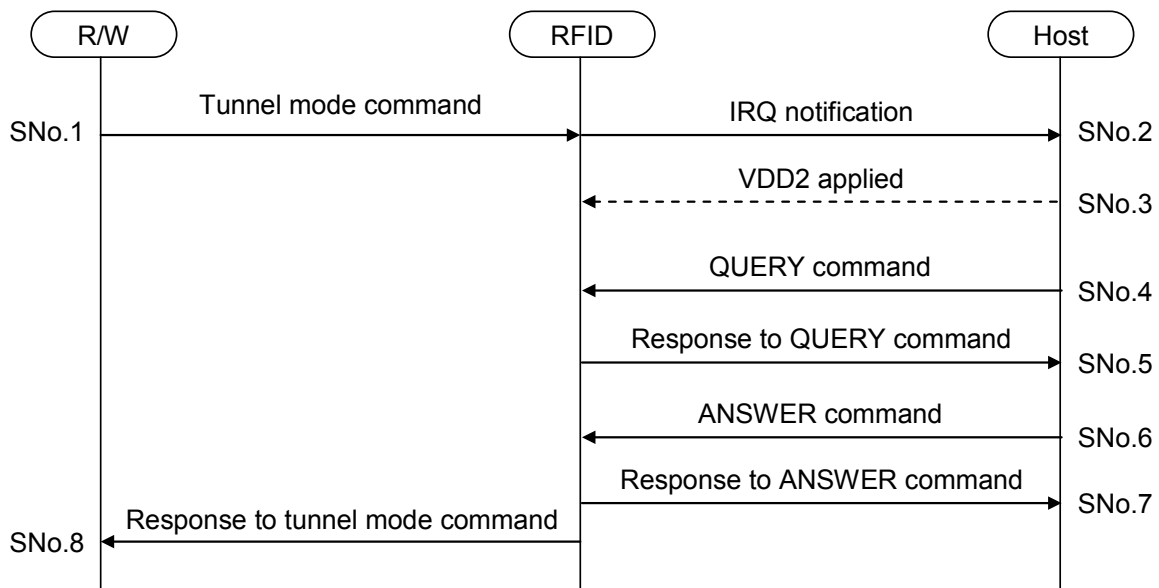 R/W
RFID
Host
Tunnel mode command
IRQ notification
SNo.1
SNo.2
VDD2 applied
SNo.3
QUERY command
SNo.4
Response to QUERY command
SNo.5
ANSWER command
SNo.6
Response to ANSWER command
SNo.7
Response to tunnel mode command
SNo.8